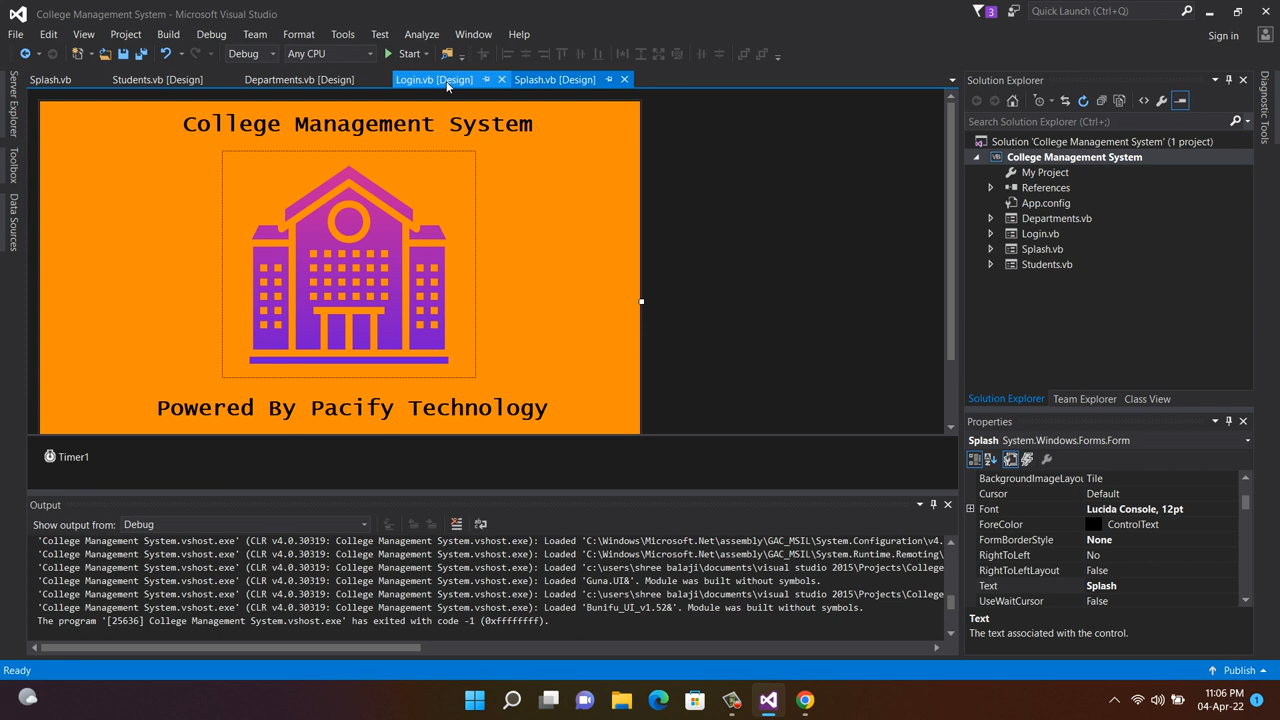 College Management System - Microsoft Visual Studio
3
Quick Launch (Ctrl+;)
File Edit View Project Build Debug Team Format Tools Test Analyze Window Help
Sign in
Debug Any CPU Start
Splash.vb Students.vb [Design] Departments.vb [Design] Login.vb [Design] Splash.vb [Design]
Server Explorer
Toolbox
Data Sources
College Management System
Powered By Pacify Technology
Timer1
Output
Show output from: Debug
'College Management System.vshost.exe' (CLR v4.0.30319: College Management System.vshost.exe): Loaded 'C:\Windows\Microsoft.Net\assembly\GAC_MSIL\System.Configuration\v4.
'College Management System.vshost.exe' (CLR v4.0.30319: College Management System.vshost.exe): Loaded 'C:\Windows\Microsoft.Net\assembly\GAC_MSIL\System.Runtime.Remoting\
'College Management System.vshost.exe' (CLR v4.0.30319: College Management System.vshost.exe): Loaded 'c:\users\shree balaji\documents\visual studio 2015\Projects\College
'College Management System.vshost.exe' (CLR v4.0.30319: College Management System.vshost.exe): Loaded 'Guna.UI&'. Module was built without symbols.
'College Management System.vshost.exe' (CLR v4.0.30319: College Management System.vshost.exe): Loaded 'c:\users\shree balaji\documents\visual studio 2015\Projects\College
'College Management System.vshost.exe' (CLR v4.0.30319: College Management System.vshost.exe): Loaded 'Bunifu_UI_v1.52&'. Module was built without symbols.
The program '[25636] College Management System.vshost.exe' has exited with code -1 (0xffffffff).
Solution Explorer
Search Solution Explorer (Ctrl+;)
Solution 'College Management System' (1 project)
VB College Management System
My Project
References
App.config
Departments.vb
Login.vb
Splash.vb
Students.vb
Solution Explorer Team Explorer Class View
Properties
Splash System.Windows.Forms.Form
BackgroundImageLayou Tile
Cursor Default
Font Lucida Console, 12pt
ForeColor ControlText
FormBorderStyle None
RightToLeft No
RightToLeftLayout False
Text Splash
UseWaitCursor False
Text
The text associated with the control.
Diagnostic Tools
Ready
Publish
11:06 PM
04-Apr-22
1